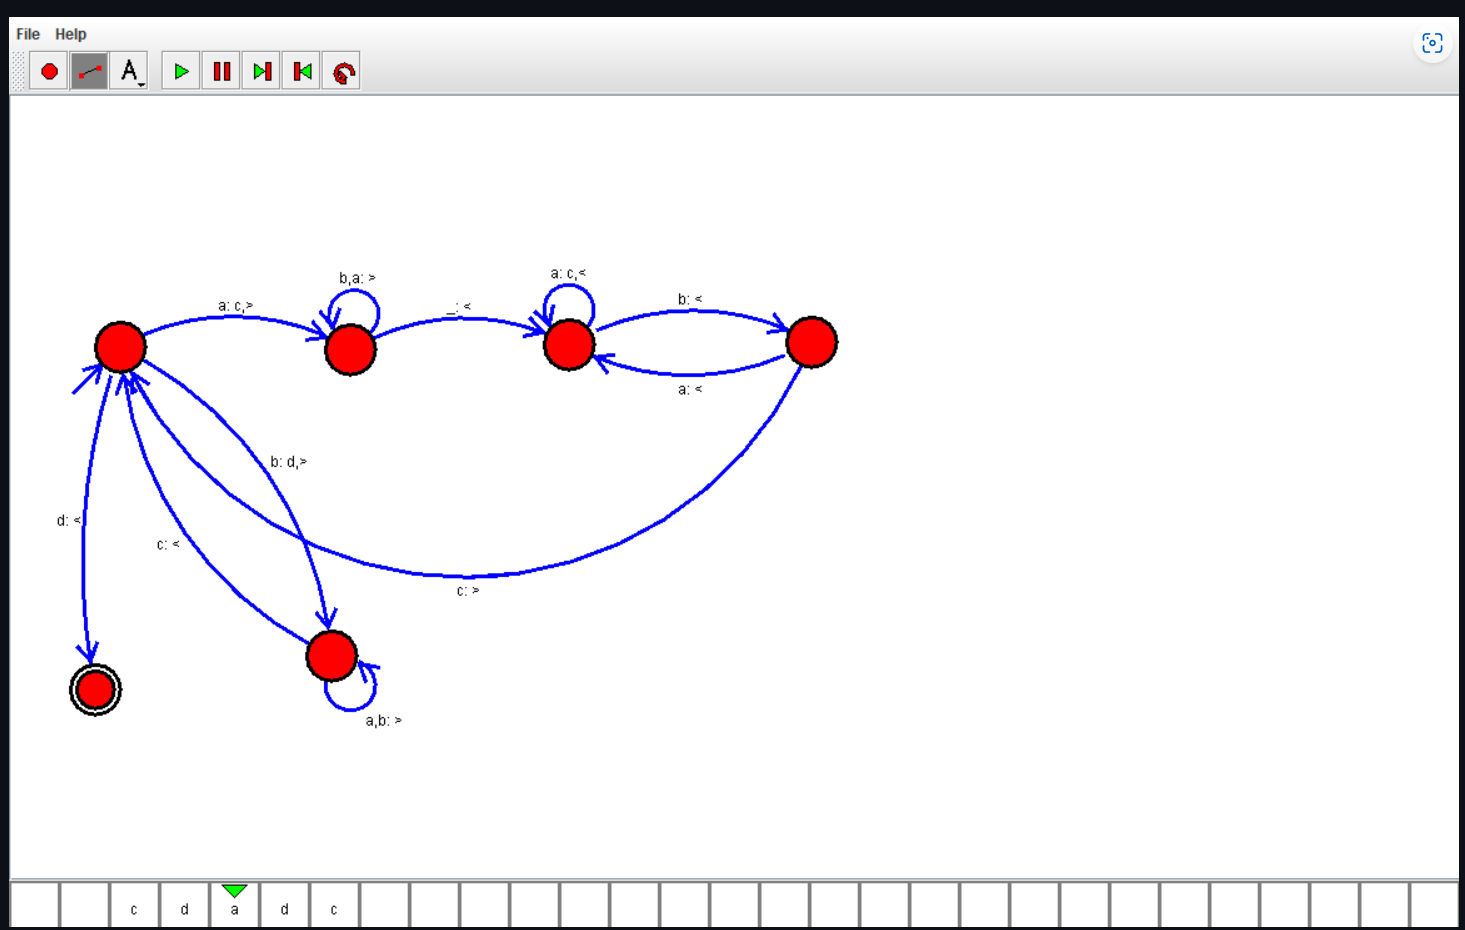 File Help
A
a: c,>
b,a: >
_: <
a: c,<
b: <
a: <
b: d,>
d: <
c: <
c: >
a,b: >
c d a d c